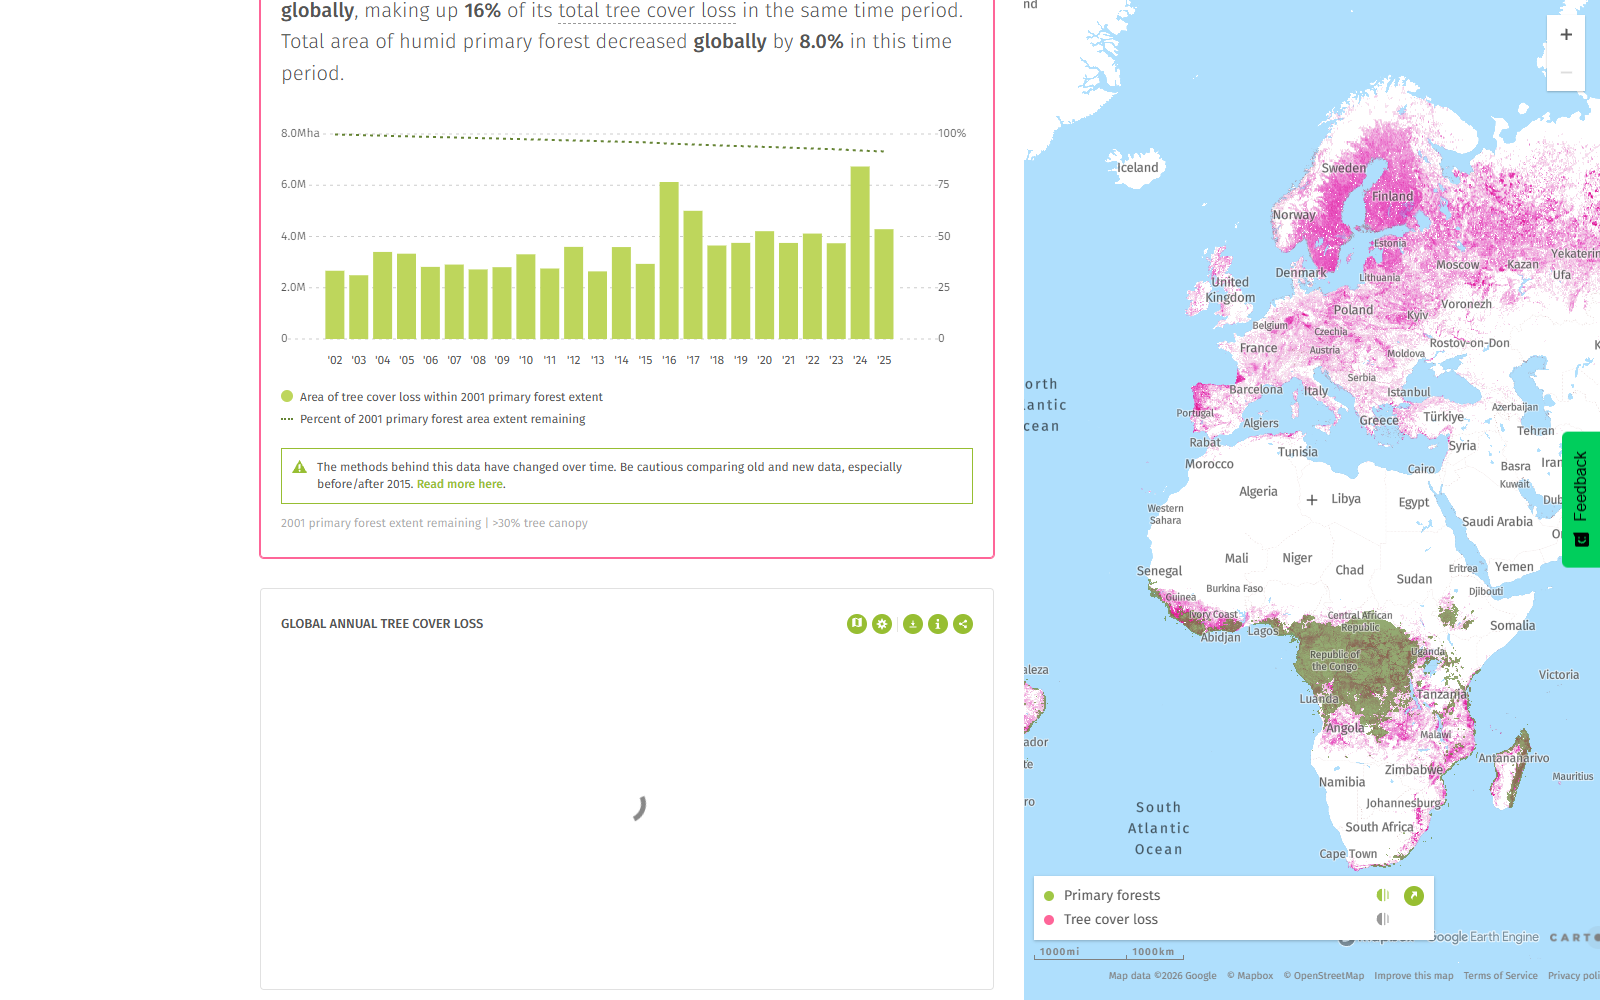 globally, making up 16% of its total tree cover loss in the same time period.
Total area of humid primary forest decreased globally by 8.0% in this time
period.
8.0Mha
100%
6.0M
75
4.0M
50
2.0M
25
0
0
'02 '03 '04 '05 '06 '07 '08 '09 '10 '11 '12 '13 '14 '15 '16 '17 '18 '19 '20 '21 '22 '23 '24 '25
Area of tree cover loss within 2001 primary forest extent
Percent of 2001 primary forest area extent remaining
The methods behind this data have changed over time. Be cautious comparing old and new data, especially
before/after 2015. Read more here.
2001 primary forest extent remaining | >30% tree canopy
GLOBAL ANNUAL TREE COVER LOSS
nd
+
Iceland
Sweden
Finland
Norway
Estonia
Denmark
Lithuania
Moscow
Kazan
Yekaterin
Ufa
United
Kingdom
Poland
Voronezh
Kyiv
Belgium
Czechia
France
Austria
Moldova
Rostov-on-Don
K
Serbia
orth
lantic
cean
Barcelona
Italy
Istanbul
Portugal
Algiers
Greece
Türkiye
Azerbaijan
Tehran
Rabat
Tunisia
Syria
Morocco
Cairo
Basra
Iran
Kuwait
Algeria
Libya
Egypt
Dub
Western
Sahara
Saudi Arabia
O
Mali
Niger
Chad
Sudan
Eritrea
Yemen
Senegal
Burkina Faso
Djibouti
Guinea
Ivory Coast
Central African
Republic
Abidjan
Lagos
Somalia
Republic of
the Congo
Uganda
aleza
Victoria
Luanda
Tanzania
Angola
Malawi
ador
te
Antananarivo
Zimbabwe
Mauritius
Namibia
ro
Johannesburg
South
Atlantic
Ocean
South Africa
Cape Town
Feedback
Primary forests
Tree cover loss
Google Earth Engine
CART
1000mi
1000km
Map data ©2026 Google © Mapbox © OpenStreetMap Improve this map Terms of Service Privacy poli